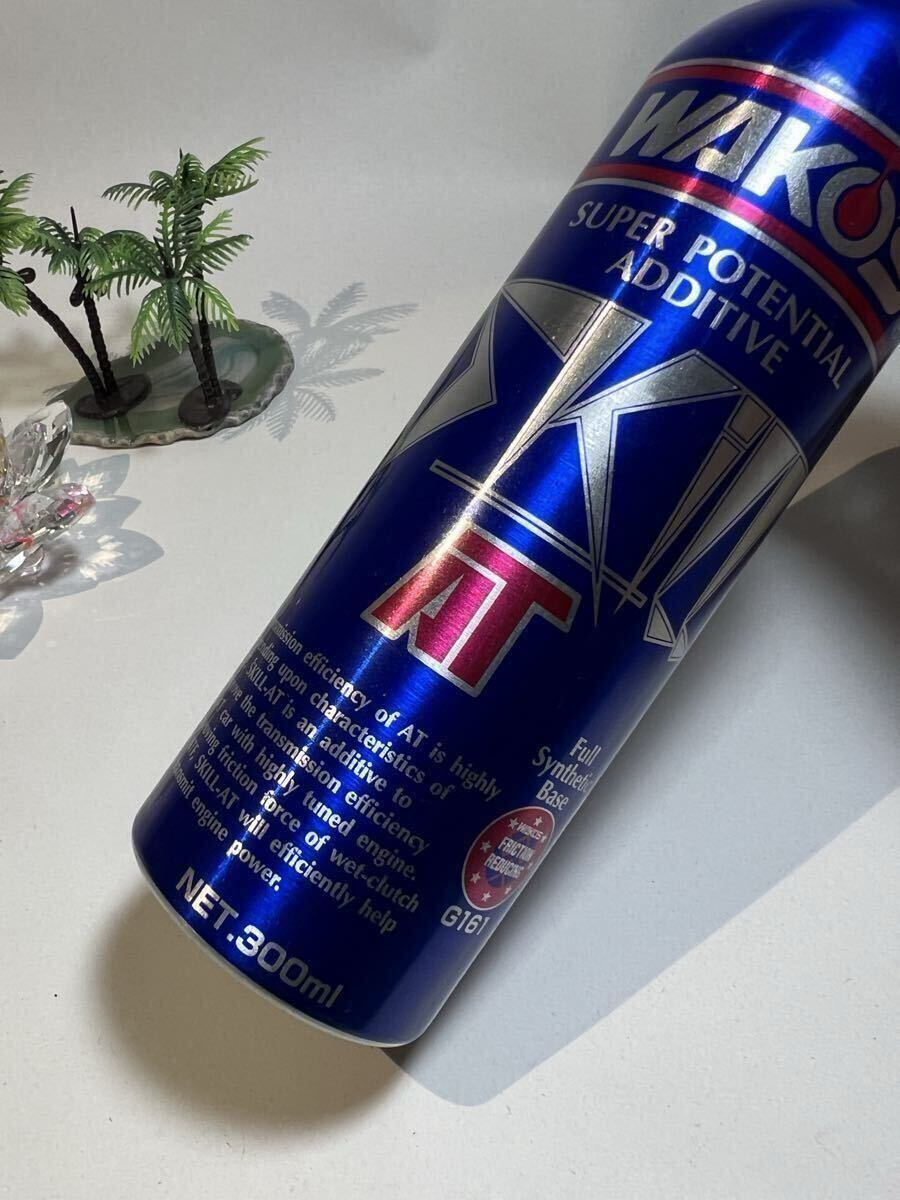 WAKO'S
SUPER POTENTIAL
ADDITIVE
SKill
AT
efficiency of AT is highly
upon characteristics of
SKILL-AT is an additive to
the transmission efficiency
car with highly tuned engine.
friction force of wet-clutch
SKILL-AT will efficiently help
engine power.
Full
Synthetic
Base
WAKO'S
FRICTION
REDUCING
G161
NET.300ml